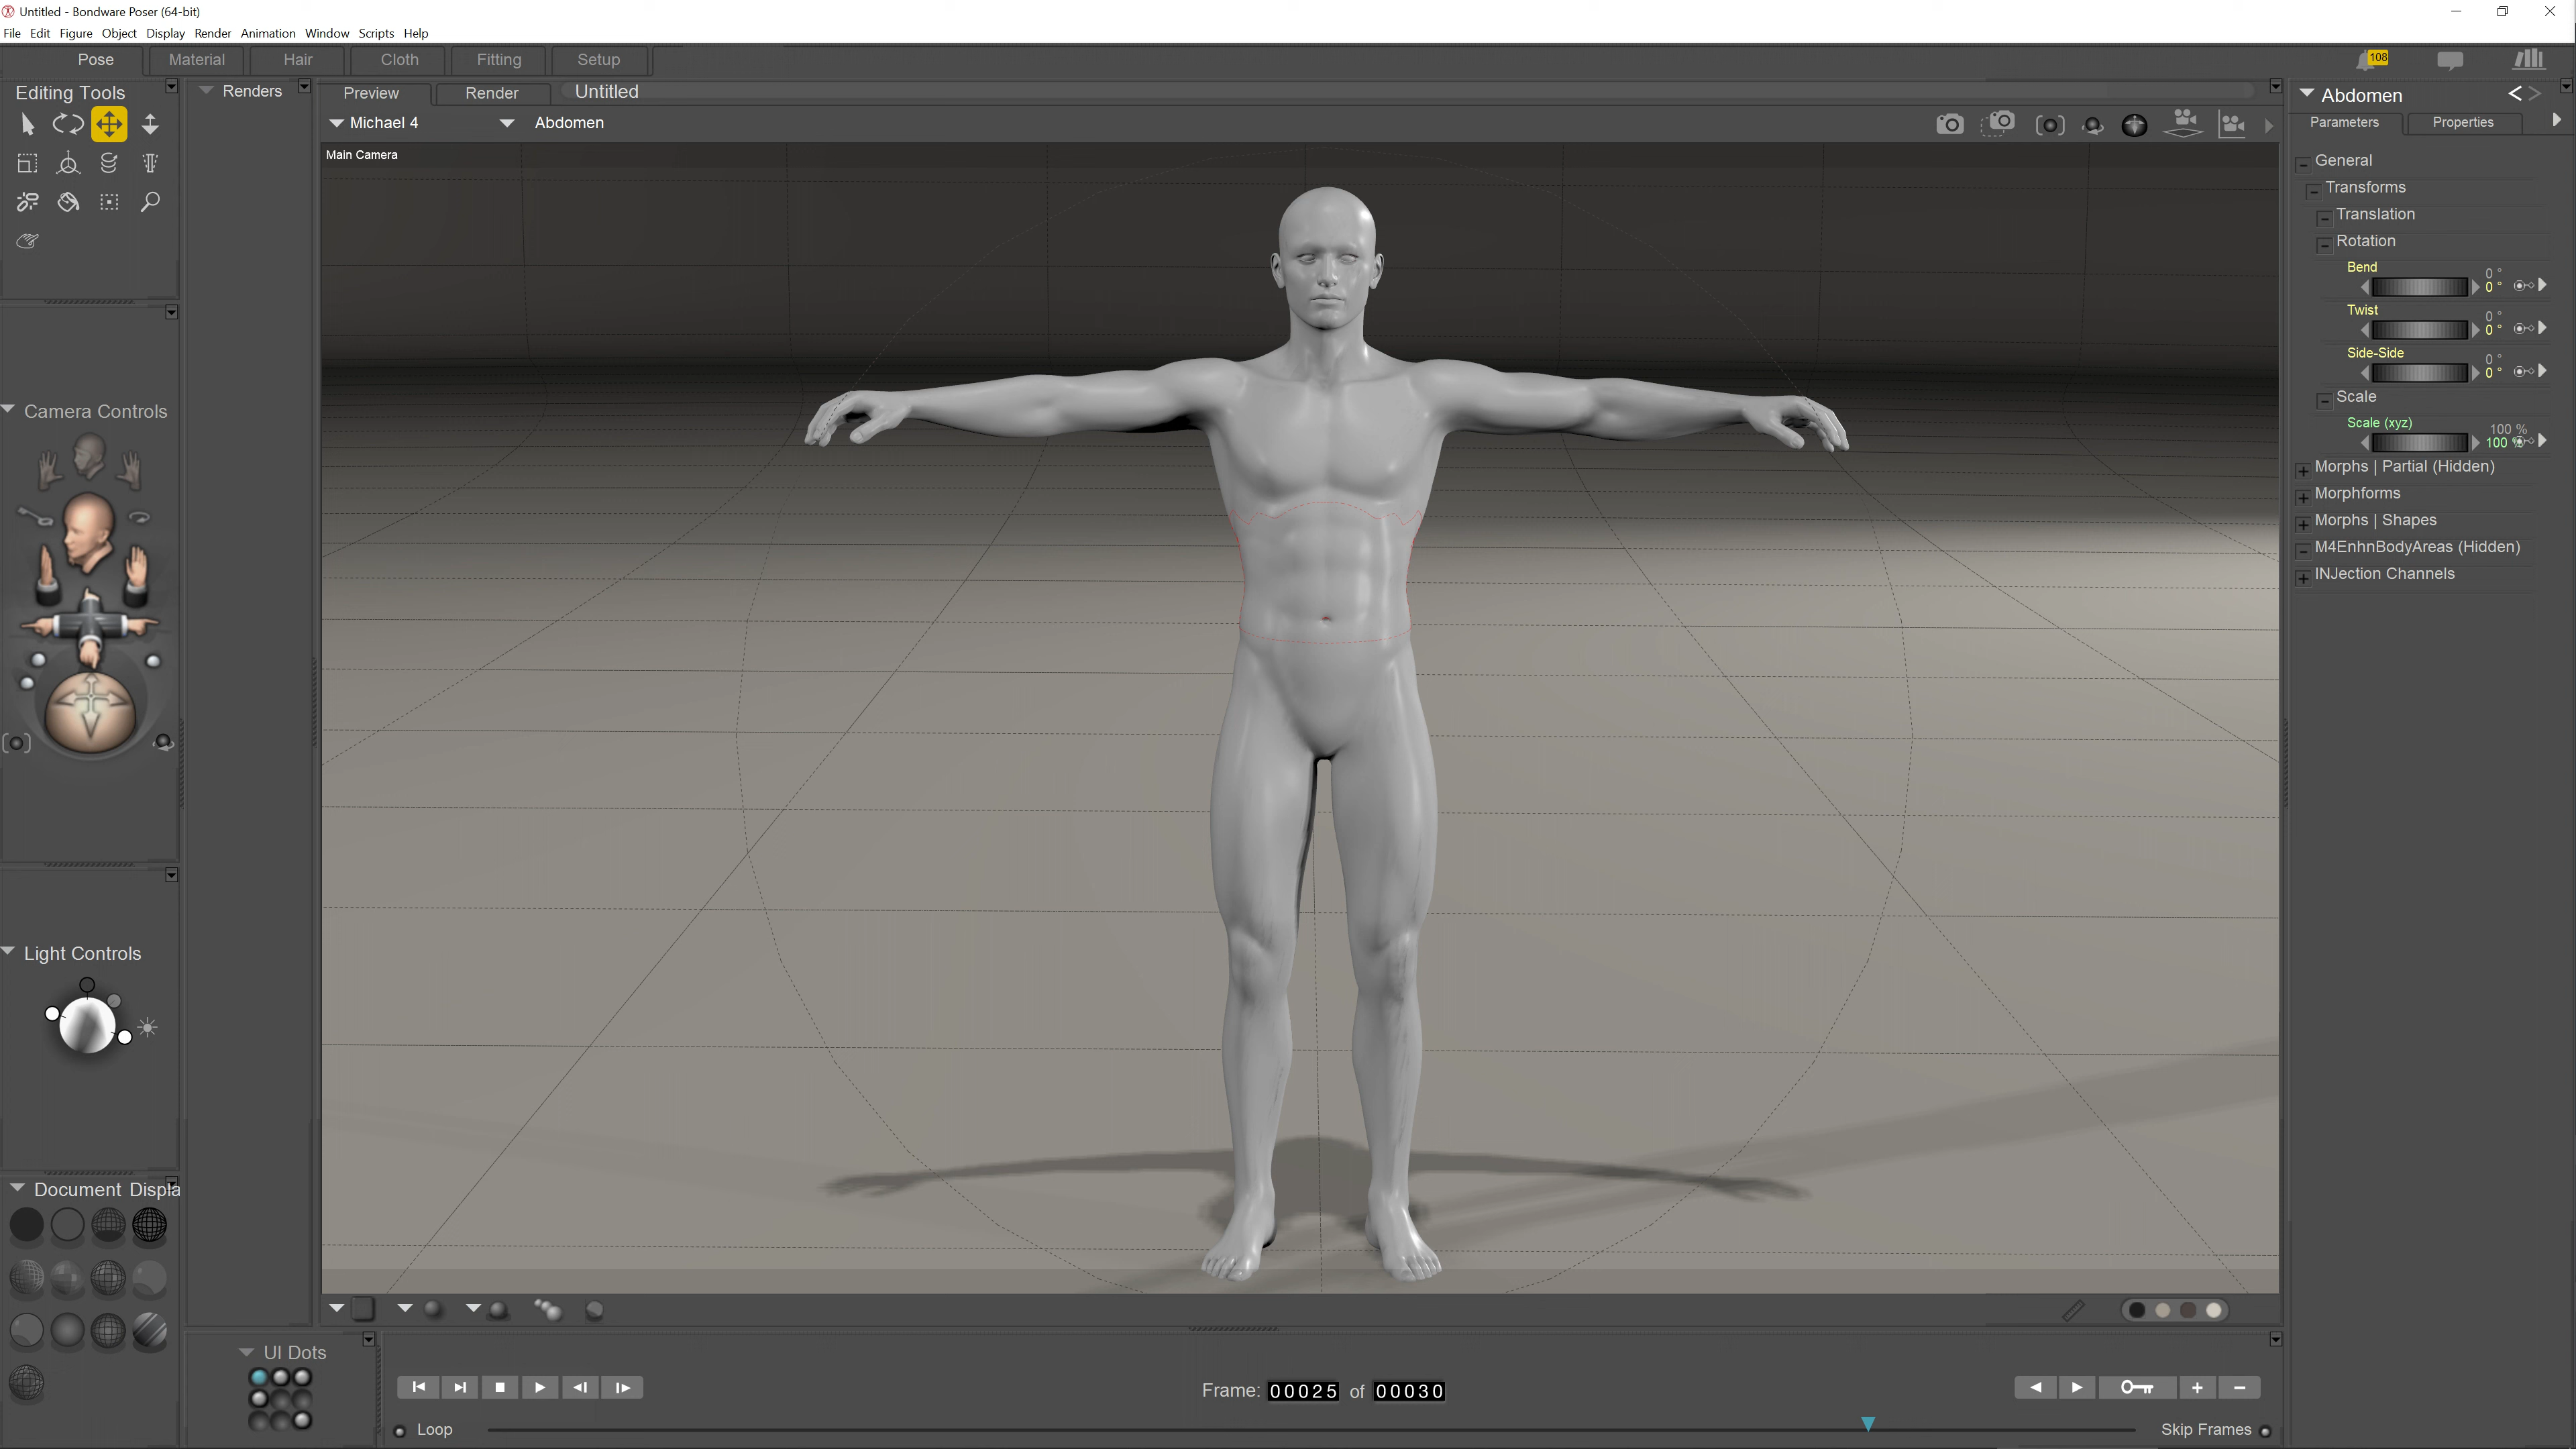 Untitled - Bondware Poser (64-bit)
File Edit Figure Object Display Render Animation Window Scripts Help
Pose Material Hair Cloth Fitting Setup
108
Editing Tools
Renders
Preview Render Untitled
Michael 4 Abdomen
Main Camera
Camera Controls
Light Controls
Document Displa
UI Dots
Frame: 00025 of 00030
Loop
Skip Frames
Abdomen
Parameters Properties
General
Transforms
Translation
Rotation
Bend
0 °
0 °
Twist
0 °
0 °
Side-Side
0 °
0 °
Scale
Scale (xyz)
100 %
100 %
Morphs | Partial (Hidden)
Morphforms
Morphs | Shapes
M4EnhnBodyAreas (Hidden)
INJection Channels